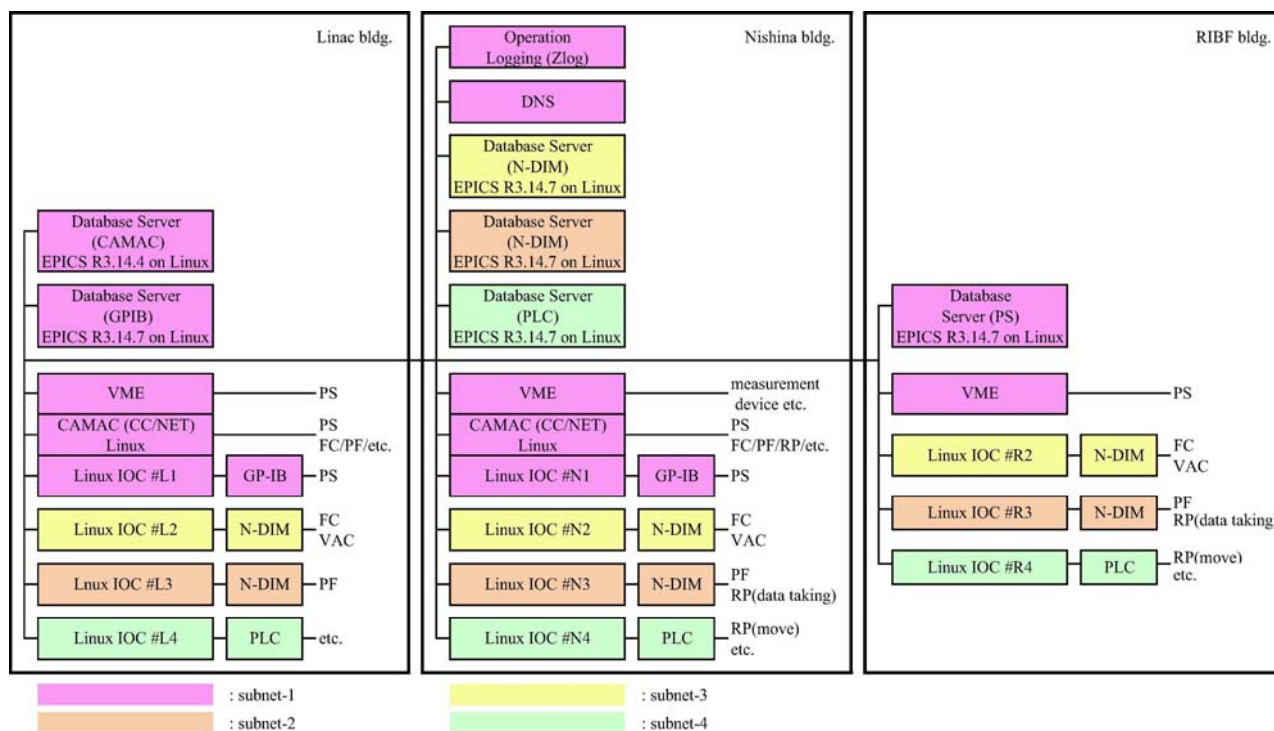 Linac bldg.
Database Server
(CAMAC)
EPICS R3.14.4 on Linux
Database Server
(GPIB)
EPICS R3.14.7 on Linux
VME
PS
CAMAC (CC/NET)
Linux
PS
FC/PF/etc.
Linux IOC #L1
GP-IB
PS
Linux IOC #L2
N-DIM
FC
VAC
Lnux IOC #L3
N-DIM
PF
Linux IOC #L4
PLC
etc.
Nishina bldg.
Operation
Logging (Zlog)
DNS
Database Server
(N-DIM)
EPICS R3.14.7 on Linux
Database Server
(N-DIM)
EPICS R3.14.7 on Linux
Database Server
(PLC)
EPICS R3.14.7 on Linux
VME
measurement
device etc.
CAMAC (CC/NET)
Linux
PS
FC/PF/RP/etc.
Linux IOC #N1
GP-IB
PS
Linux IOC #N2
N-DIM
FC
VAC
Linux IOC #N3
N-DIM
PF
RP(data taking)
Linux IOC #N4
PLC
RP(move)
etc.
RIBF bldg.
Database
Server (PS)
EPICS R3.14.7 on Linux
VME
PS
Linux IOC #R2
N-DIM
FC
VAC
Linux IOC #R3
N-DIM
PF
RP(data taking)
Linux IOC #R4
PLC
RP(move)
etc.
: subnet-1
: subnet-2
: subnet-3
: subnet-4